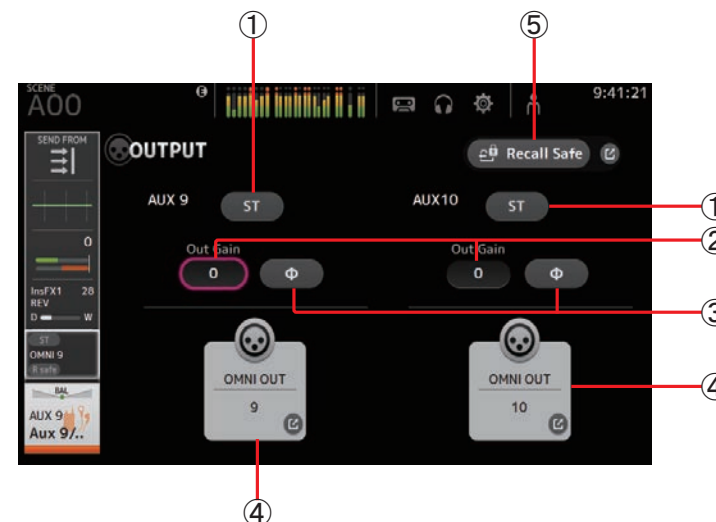 ① ⑤
SCENE
A00
E
9:41:21
SEND FROM
OUTPUT
Recall Safe
AUX 9 ST
AUX10 ST ①
0
Out Gain
Out Gain ②
0 Φ
0 Φ
③
InsFX1 28
REV
D W
ST
OMNI 9
R safe
OMNI OUT
9
OMNI OUT
10
④
BAL
AUX 9
Aux 9/..
④